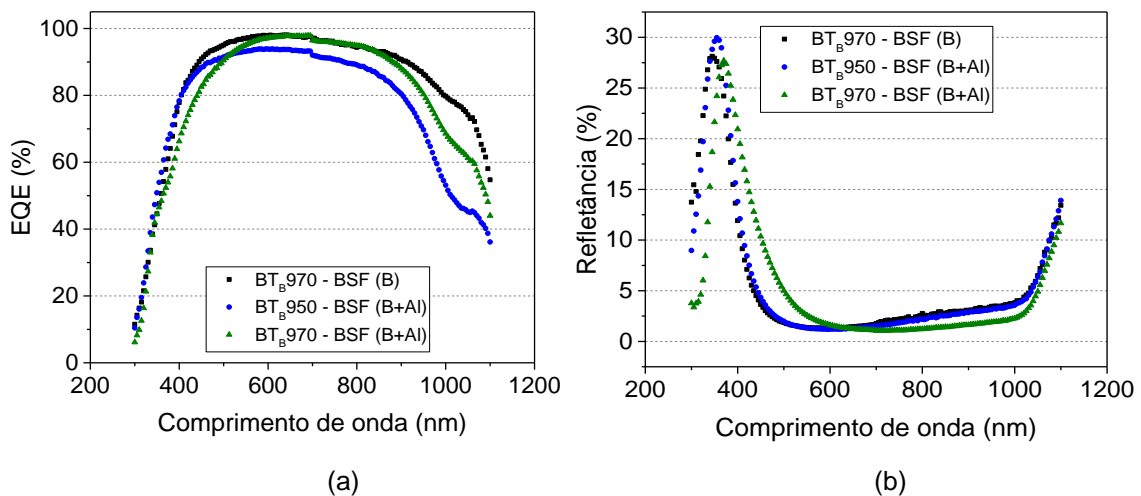 100
80
60
40
20
0
EQE (%)
BT_B970 - BSF (B)
BT_B950 - BSF (B+Al)
BT_B970 - BSF (B+Al)
200 400 600 800 1000 1200
Comprimento de onda (nm)
(a)
30
25
20
15
10
5
0
Refletância (%)
BT_B970 - BSF (B)
BT_B950 - BSF (B+Al)
BT_B970 - BSF (B+Al)
200 400 600 800 1000 1200
Comprimento de onda (nm)
(b)